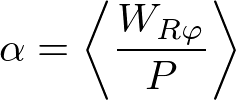 α = ⟨ W_{Rφ} / P ⟩